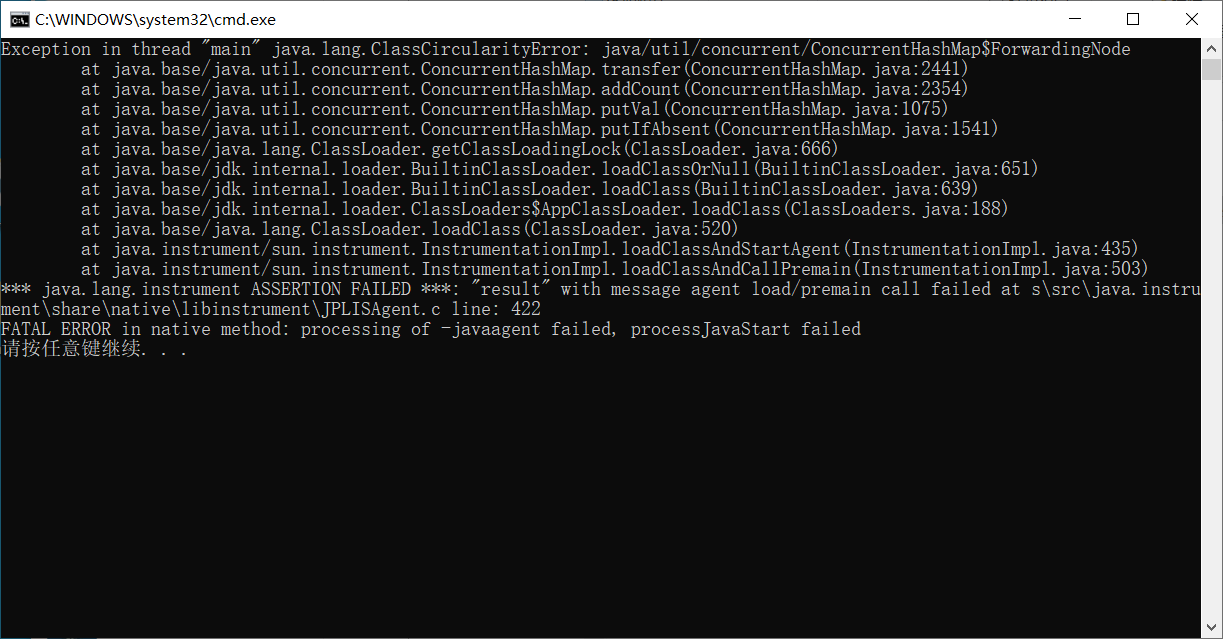 C:\WINDOWS\system32\cmd.exe
Exception in thread "main" java.lang.ClassCircularityError: java/util/concurrent/ConcurrentHashMap$ForwardingNode
at java.base/java.util.concurrent.ConcurrentHashMap.transfer(ConcurrentHashMap.java:2441)
at java.base/java.util.concurrent.ConcurrentHashMap.addCount(ConcurrentHashMap.java:2354)
at java.base/java.util.concurrent.ConcurrentHashMap.putVal(ConcurrentHashMap.java:1075)
at java.base/java.util.concurrent.ConcurrentHashMap.putIfAbsent(ConcurrentHashMap.java:1541)
at java.base/java.lang.ClassLoader.getClassLoadingLock(ClassLoader.java:666)
at java.base/jdk.internal.loader.BuiltinClassLoader.loadClassOrNull(BuiltinClassLoader.java:651)
at java.base/jdk.internal.loader.BuiltinClassLoader.loadClass(BuiltinClassLoader.java:639)
at java.base/jdk.internal.loader.ClassLoaders$AppClassLoader.loadClass(ClassLoaders.java:188)
at java.base/java.lang.ClassLoader.loadClass(ClassLoader.java:520)
at java.instrument/sun.instrument.InstrumentationImpl.loadClassAndStartAgent(InstrumentationImpl.java:435)
at java.instrument/sun.instrument.InstrumentationImpl.loadClassAndCallPremain(InstrumentationImpl.java:503)
*** java.lang.instrument ASSERTION FAILED ***: "result" with message agent load/premain call failed at s\src\java.instru
ment\share\native\libinstrument\JPLISAgent.c line: 422
FATAL ERROR in native method: processing of -javaagent failed, processJavaStart failed
请按任意键继续. . .